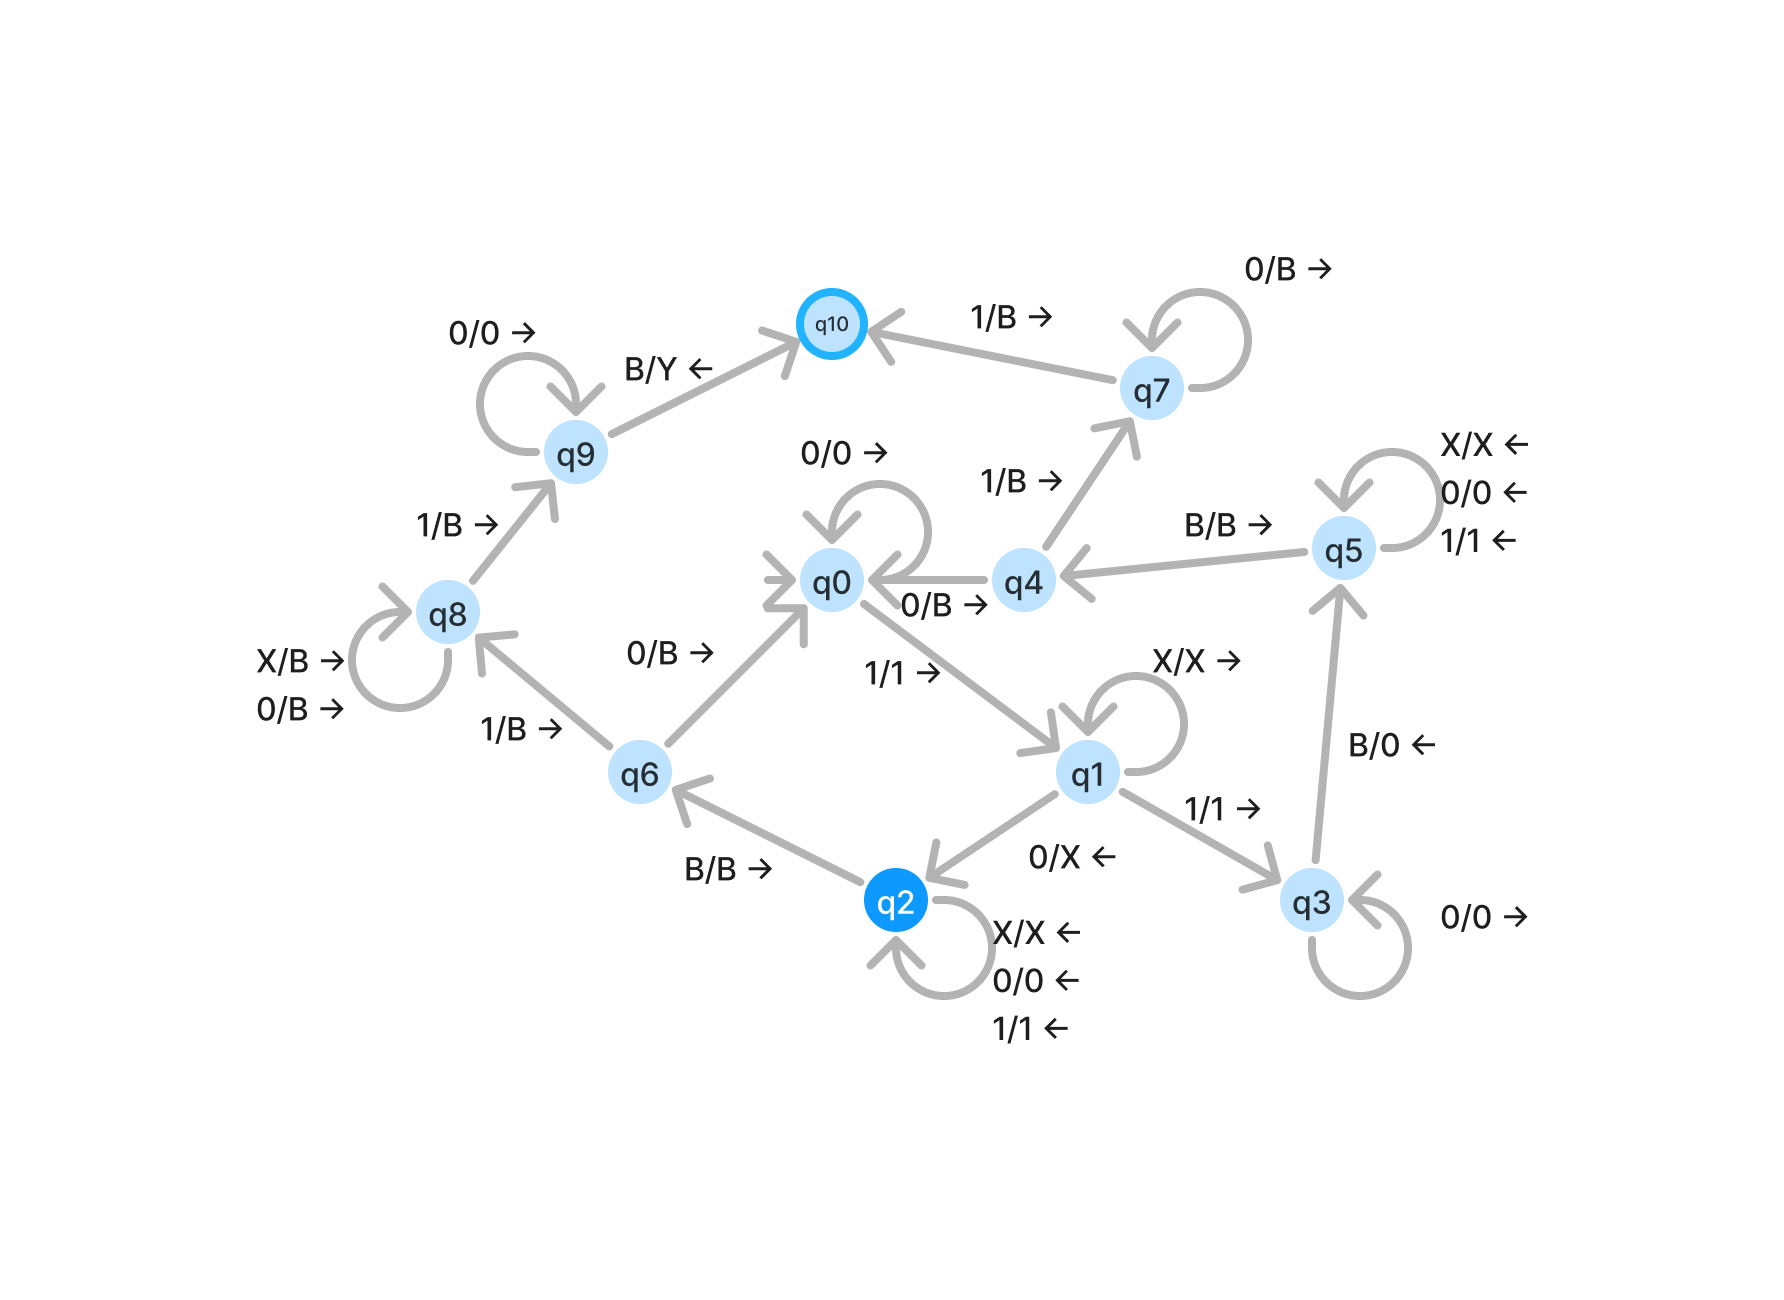 0/B →
q10
1/B →
0/0 →
B/Y ←
q7
q9
0/0 →
X/X ←
0/0 ←
1/1 ←
1/B →
1/B →
B/B →
q5
q8
q0
q4
0/B →
X/B →
0/B →
0/B →
1/1 →
X/X →
1/B →
q6
q1
B/0 ←
1/1 →
B/B →
0/X ←
q2
q3
0/0 →
X/X ←
0/0 ←
1/1 ←